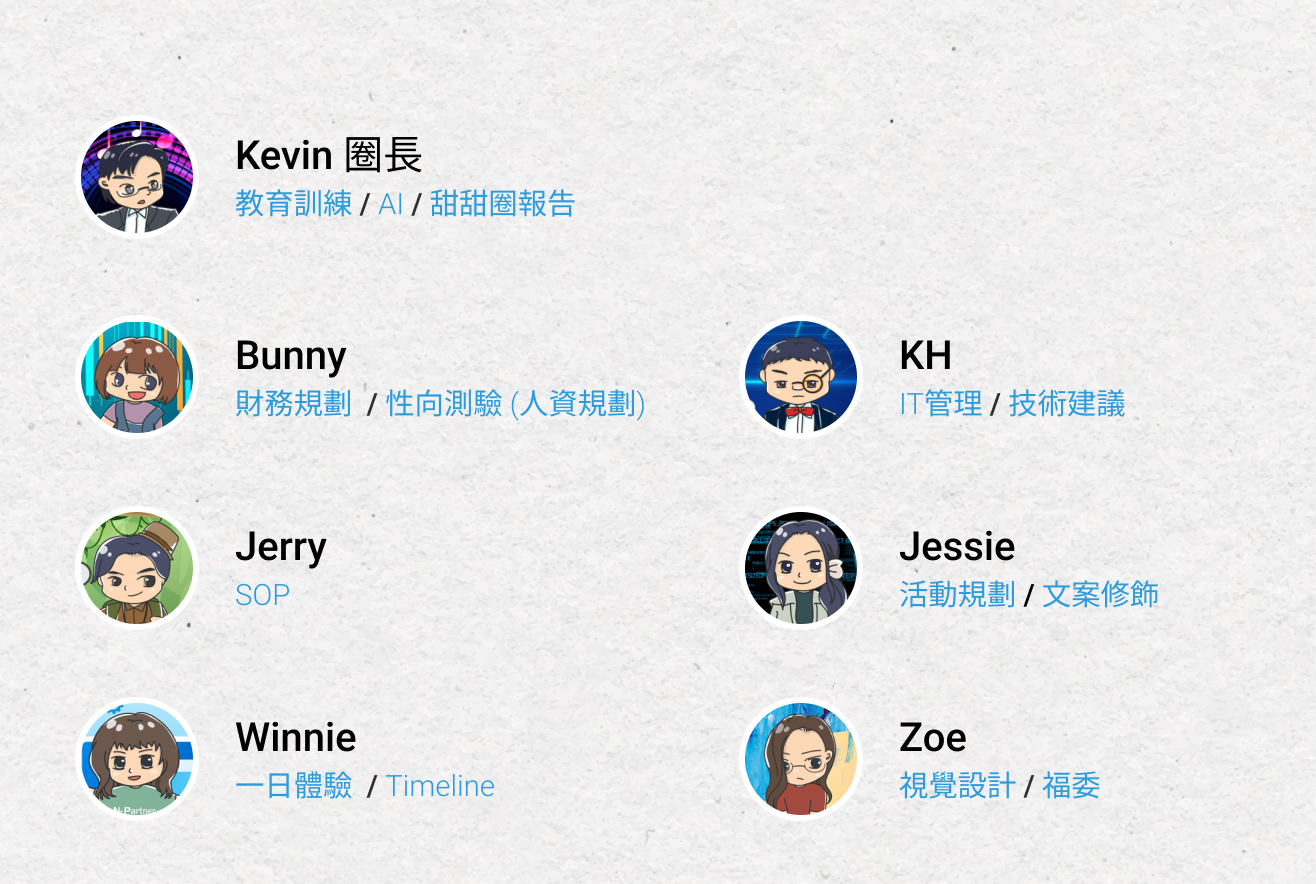 Kevin 圈長
教育訓練 / AI / 甜甜圈報告
Bunny
財務規劃 / 性向測驗 (人資規劃)
KH
IT管理 / 技術建議
Jerry
SOP
Jessie
活動規劃 / 文案修飾
Winnie
一日體驗 / Timeline
N-Partner
Zoe
視覺設計 / 福委